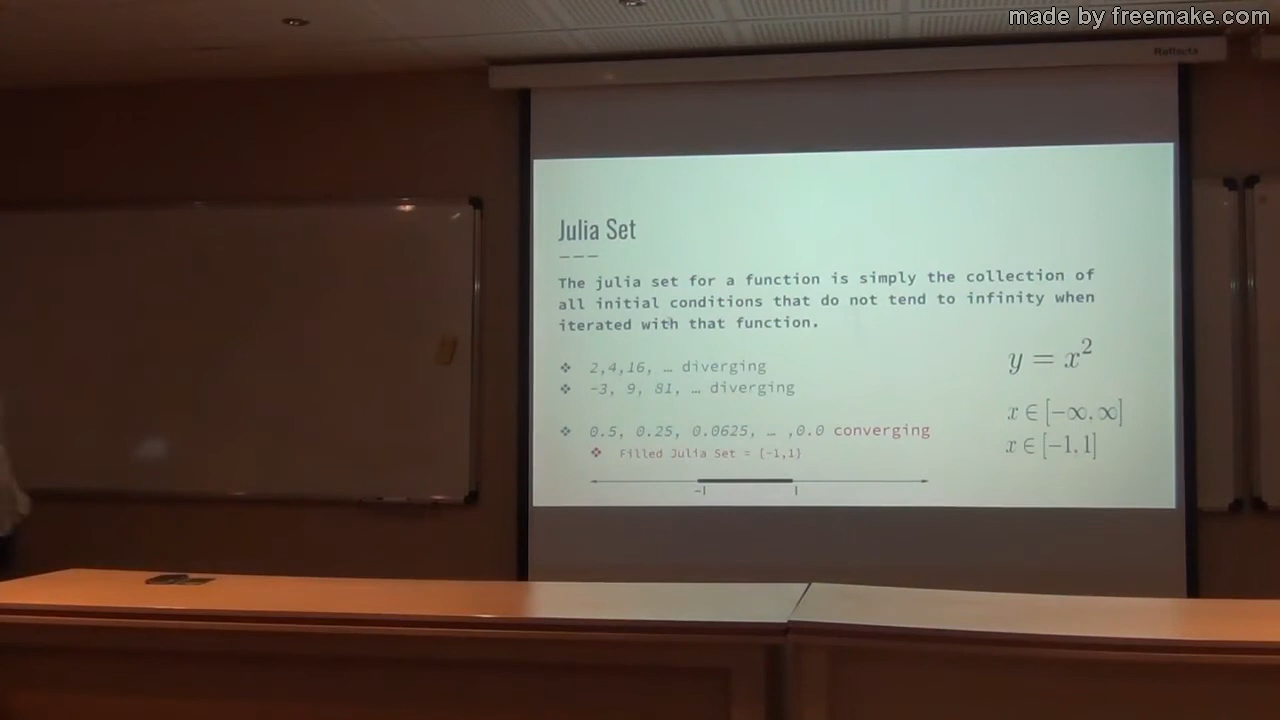 made by freemake.com
Reflecta
Julia Set
The julia set for a function is simply the collection of
all initial conditions that do not tend to infinity when
iterated with that function.
❖ 2,4,16, … diverging
❖ -3, 9, 81, … diverging
❖ 0.5, 0.25, 0.0625, … ,0.0 converging
❖ Filled Julia Set = {-1,1}
-1 1
y = x²
x ∈ [-∞.∞]
x ∈ [-1, 1]